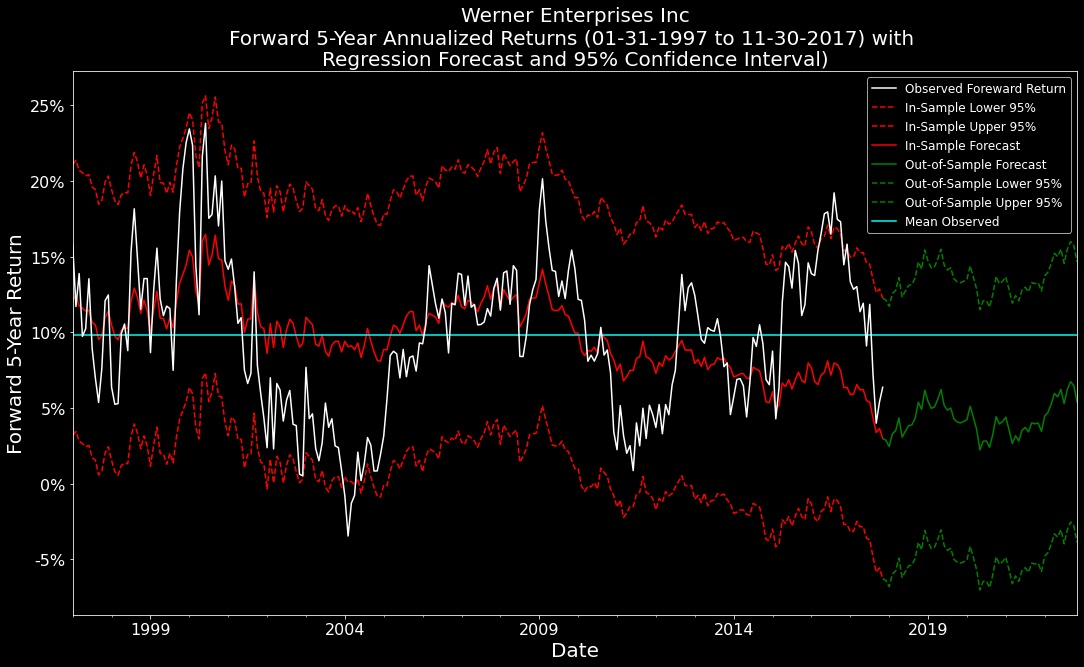 Werner Enterprises Inc
Forward 5-Year Annualized Returns (01-31-1997 to 11-30-2017) with
Regression Forecast and 95% Confidence Interval)
Observed Foreward Return
In-Sample Lower 95%
In-Sample Upper 95%
In-Sample Forecast
Out-of-Sample Forecast
Out-of-Sample Lower 95%
Out-of-Sample Upper 95%
Mean Observed
Forward 5-Year Return
25%
20%
15%
10%
5%
0%
-5%
1999
2004
2009
2014
2019
Date